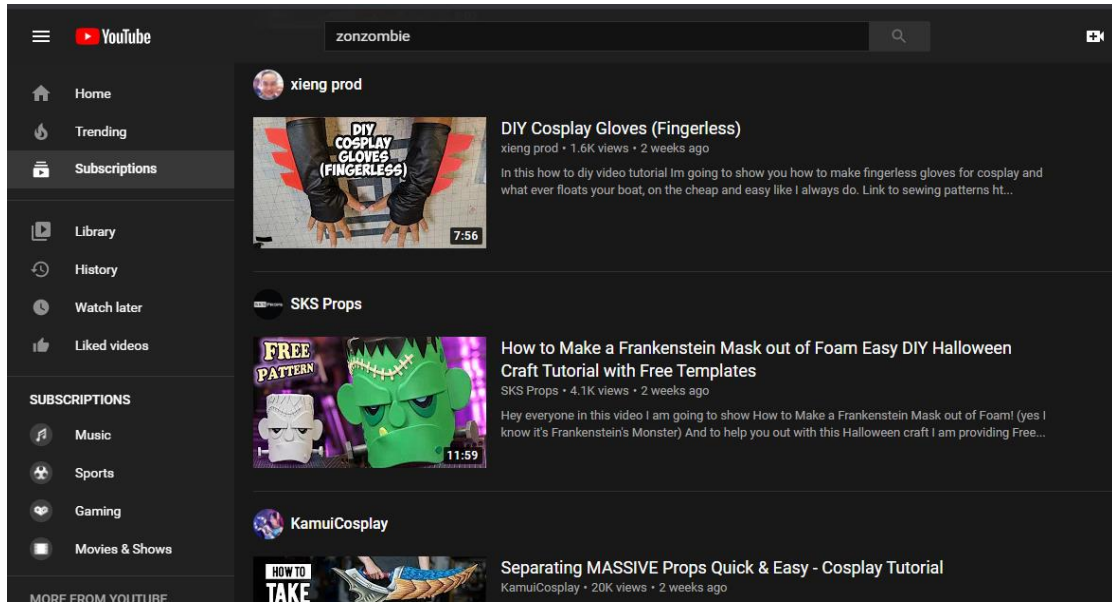 YouTube
zonzombie
Home
Trending
Subscriptions
Library
History
Watch later
Liked videos
SUBSCRIPTIONS
Music
Sports
Gaming
Movies & Shows
MORE FROM YOUTUBE
xieng prod
DIY
COSPLAY
GLOVES
(FINGERLESS)
7:56
DIY Cosplay Gloves (Fingerless)
xieng prod • 1.6K views • 2 weeks ago
In this how to diy video tutorial Im going to show you how to make fingerless gloves for cosplay and
what ever floats your boat, on the cheap and easy like I always do. Link to sewing patterns ht...
SKS Props
FREE
PATTERN
11:59
How to Make a Frankenstein Mask out of Foam Easy DIY Halloween
Craft Tutorial with Free Templates
SKS Props • 4.1K views • 2 weeks ago
Hey everyone in this video I am going to show How to Make a Frankenstein Mask out of Foam! (yes I
know it's Frankenstein's Monster) And to help you out with this Halloween craft I am providing Free...
KamuiCosplay
HOW TO
TAKE
Separating MASSIVE Props Quick & Easy - Cosplay Tutorial
KamuiCosplay • 20K views • 2 weeks ago